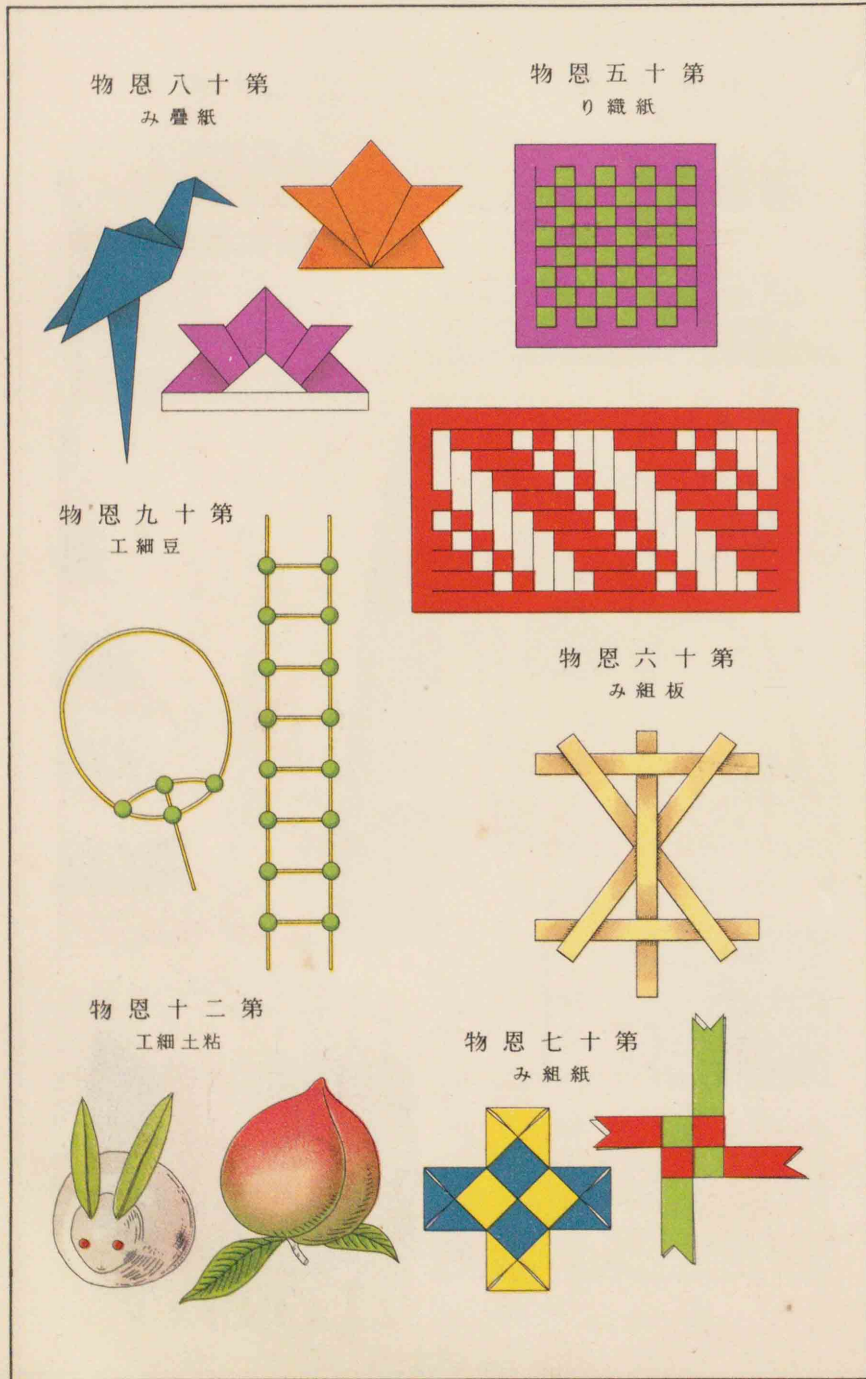 第十五恩物
紙織り
第十六恩物
板組み
第十七恩物
紙組み
第十八恩物
紙疊み
第十九恩物
豆細工
第二十恩物
粘土細工